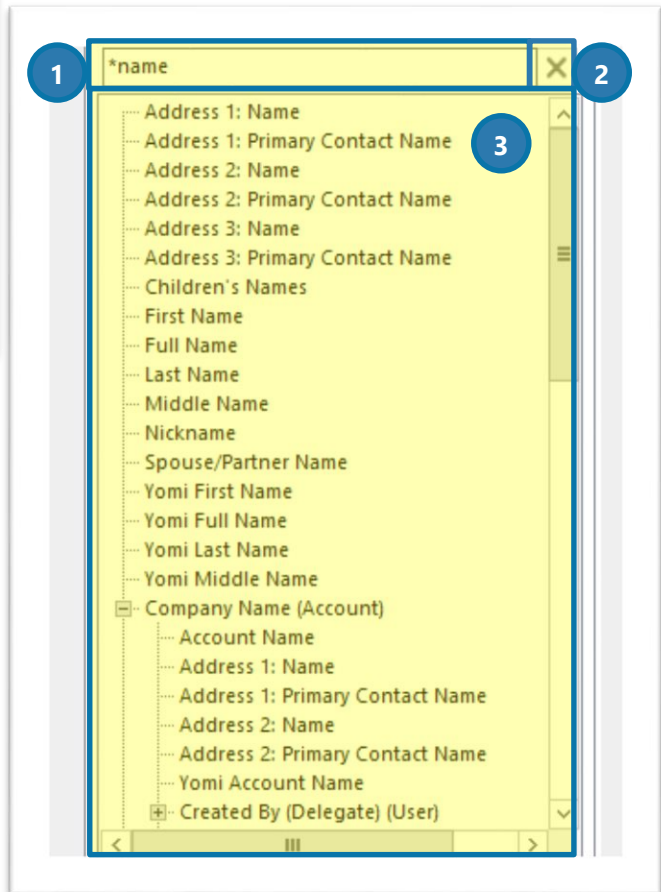 1
*name
2
3
Address 1: Name
Address 1: Primary Contact Name
Address 2: Name
Address 2: Primary Contact Name
Address 3: Name
Address 3: Primary Contact Name
Children's Names
First Name
Full Name
Last Name
Middle Name
Nickname
Spouse/Partner Name
Yomi First Name
Yomi Full Name
Yomi Last Name
Yomi Middle Name
Company Name (Account)
Account Name
Address 1: Name
Address 1: Primary Contact Name
Address 2: Name
Address 2: Primary Contact Name
Yomi Account Name
Created By (Delegate) (User)